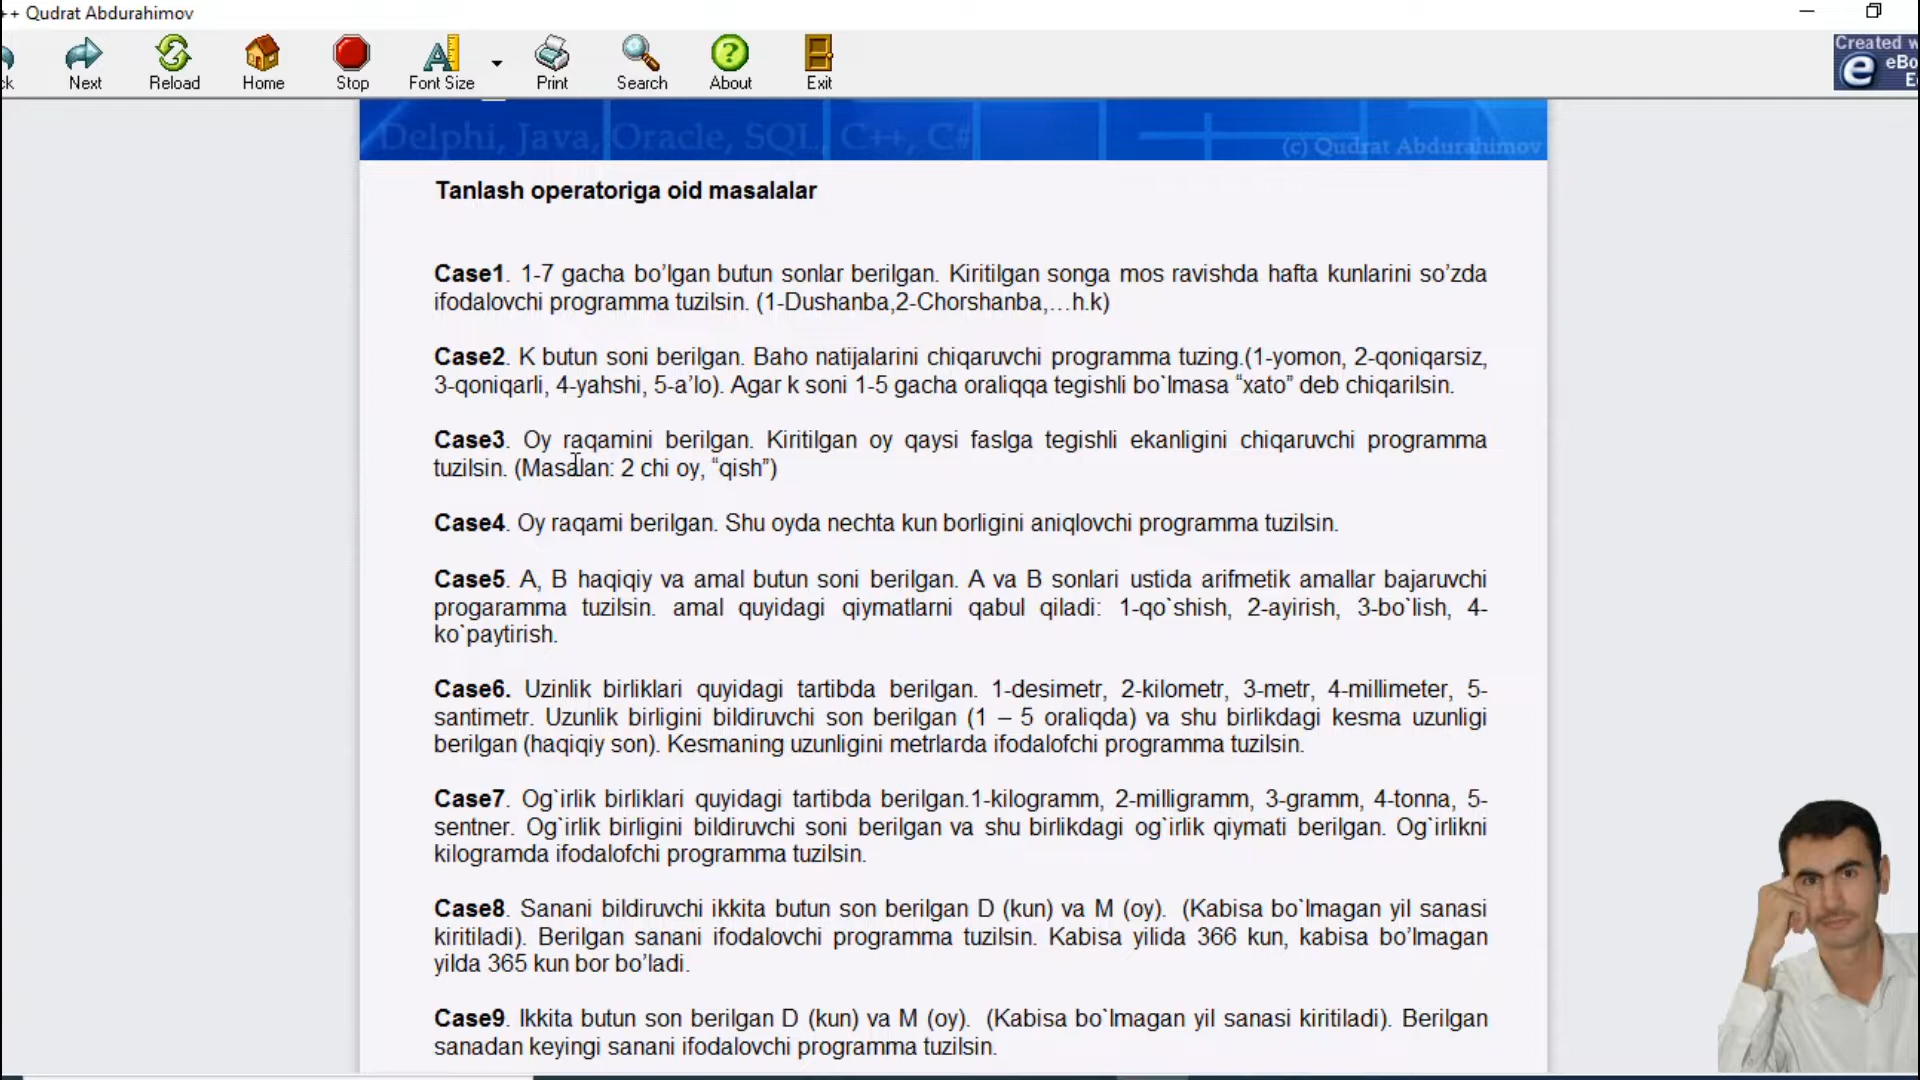 ++ Qudrat Abdurahimov
ck Next Reload Home Stop Font Size Print Search About Exit
Created w
eBo
E
Delphi, Java, Oracle, SQL, C++, C#
(c) Qudrat Abdurahimov
Tanlash operatoriga oid masalalar
Case1. 1-7 gacha bo’lgan butun sonlar berilgan. Kiritilgan songa mos ravishda hafta kunlarini so’zda
ifodalovchi programma tuzilsin. (1-Dushanba,2-Chorshanba,…h.k)
Case2. K butun soni berilgan. Baho natijalarini chiqaruvchi programma tuzing.(1-yomon, 2-qoniqarsiz,
3-qoniqarli, 4-yahshi, 5-a’lo). Agar k soni 1-5 gacha oraliqqa tegishli bo`lmasa “xato” deb chiqarilsin.
Case3. Oy raqamini berilgan. Kiritilgan oy qaysi faslga tegishli ekanligini chiqaruvchi programma
tuzilsin. (Masalan: 2 chi oy, “qish”)
Case4. Oy raqami berilgan. Shu oyda nechta kun borligini aniqlovchi programma tuzilsin.
Case5. A, B haqiqiy va amal butun soni berilgan. A va B sonlari ustida arifmetik amallar bajaruvchi
progaramma tuzilsin. amal quyidagi qiymatlarni qabul qiladi: 1-qo`shish, 2-ayirish, 3-bo`lish, 4-
ko`paytirish.
Case6. Uzinlik birliklari quyidagi tartibda berilgan. 1-desimetr, 2-kilometr, 3-metr, 4-millimeter, 5-
santimetr. Uzunlik birligini bildiruvchi son berilgan (1 – 5 oraliqda) va shu birlikdagi kesma uzunligi
berilgan (haqiqiy son). Kesmaning uzunligini metrlarda ifodalofchi programma tuzilsin.
Case7. Og`irlik birliklari quyidagi tartibda berilgan.1-kilogramm, 2-milligramm, 3-gramm, 4-tonna, 5-
sentner. Og`irlik birligini bildiruvchi soni berilgan va shu birlikdagi og`irlik qiymati berilgan. Og`irlikni
kilogramda ifodalofchi programma tuzilsin.
Case8. Sanani bildiruvchi ikkita butun son berilgan D (kun) va M (oy). (Kabisa bo`lmagan yil sanasi
kiritiladi). Berilgan sanani ifodalovchi programma tuzilsin. Kabisa yilida 366 kun, kabisa bo’lmagan
yilda 365 kun bor bo’ladi.
Case9. Ikkita butun son berilgan D (kun) va M (oy). (Kabisa bo`lmagan yil sanasi kiritiladi). Berilgan
sanadan keyingi sanani ifodalovchi programma tuzilsin.